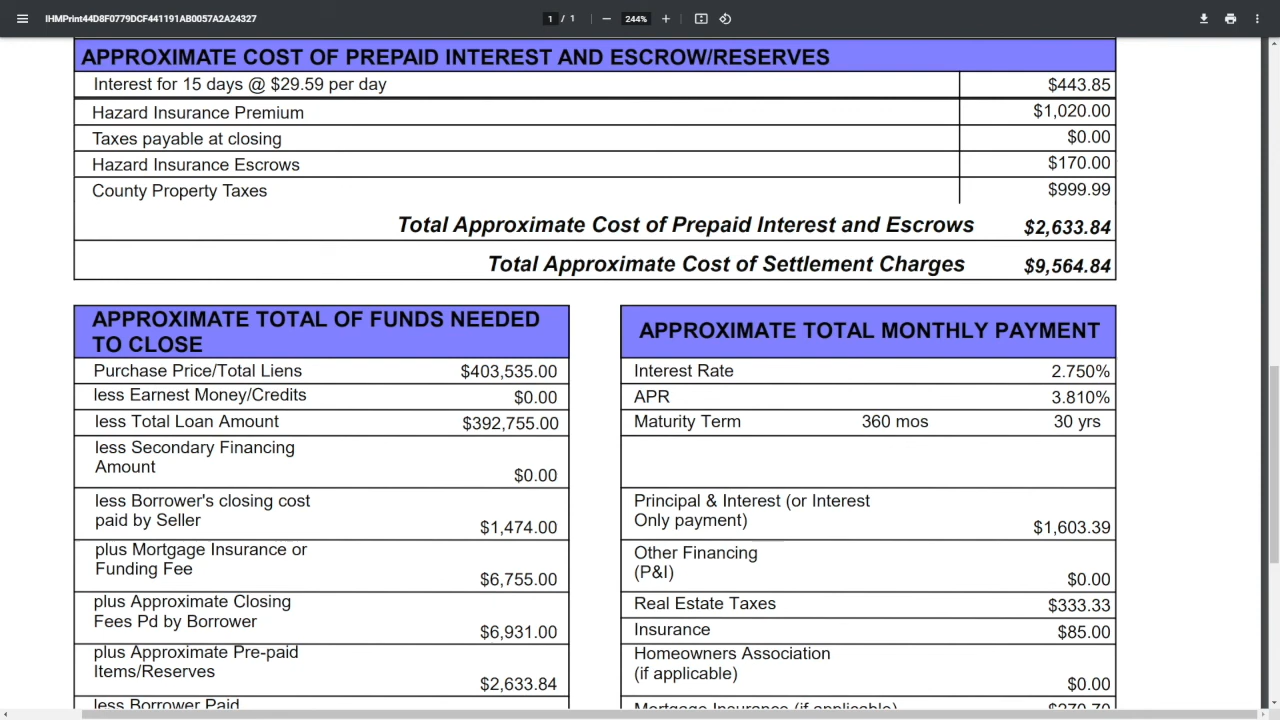 IHMPrint44D8F0779DCF441191AB0057A2A24327
1 / 1
244%
APPROXIMATE COST OF PREPAID INTEREST AND ESCROW/RESERVES
Interest for 15 days @ $29.59 per day $443.85
Hazard Insurance Premium $1,020.00
Taxes payable at closing $0.00
Hazard Insurance Escrows $170.00
County Property Taxes $999.99
Total Approximate Cost of Prepaid Interest and Escrows $2,633.84
Total Approximate Cost of Settlement Charges $9,564.84
APPROXIMATE TOTAL OF FUNDS NEEDED
TO CLOSE
Purchase Price/Total Liens $403,535.00
less Earnest Money/Credits $0.00
less Total Loan Amount $392,755.00
less Secondary Financing
Amount
$0.00
less Borrower's closing cost
paid by Seller
$1,474.00
plus Mortgage Insurance or
Funding Fee
$6,755.00
plus Approximate Closing
Fees Pd by Borrower
$6,931.00
plus Approximate Pre-paid
Items/Reserves
$2,633.84
less Borrower Paid
APPROXIMATE TOTAL MONTHLY PAYMENT
Interest Rate 2.750%
APR 3.810%
Maturity Term 360 mos 30 yrs
Principal & Interest (or Interest
Only payment)
$1,603.39
Other Financing
(P&I)
$0.00
Real Estate Taxes $333.33
Insurance $85.00
Homeowners Association
(if applicable)
$0.00
Mortgage Insurance (if applicable) $270.70